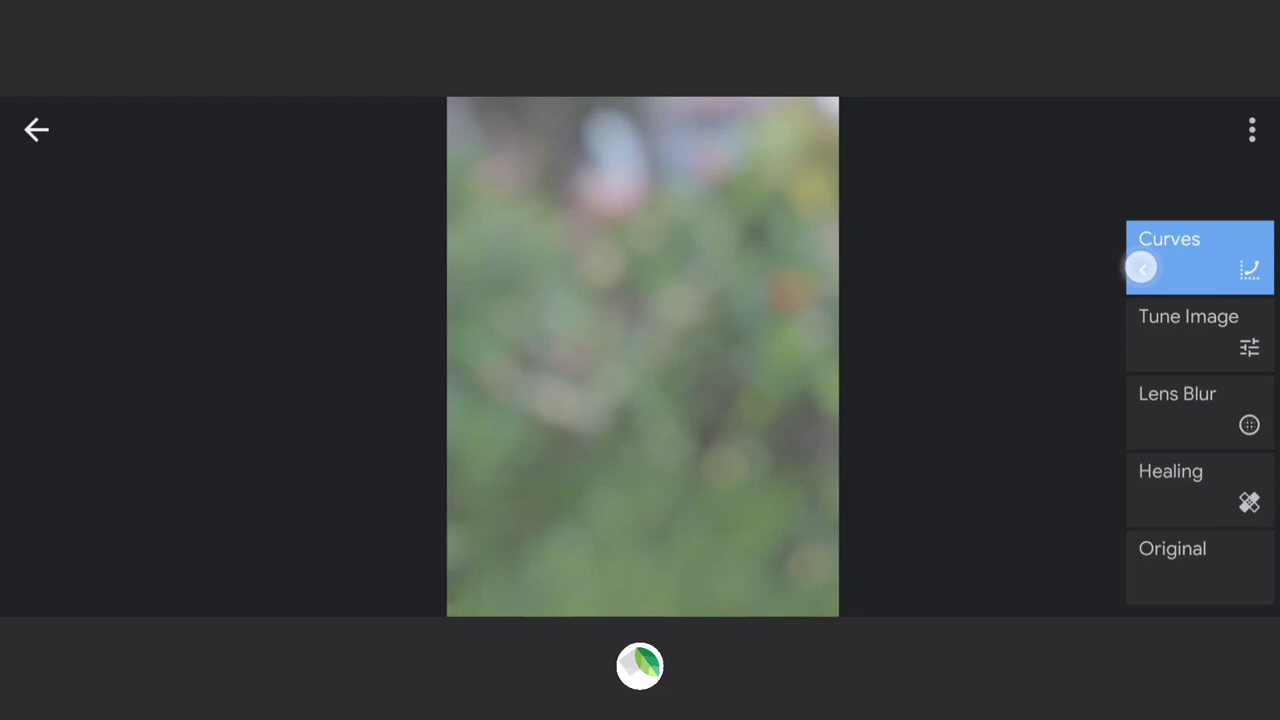 Curves
Tune Image
Lens Blur
Healing
Original